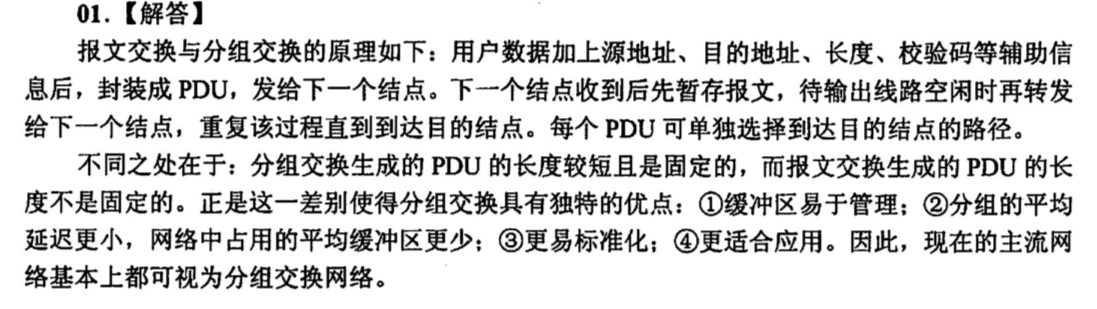 01.【解答】
报文交换与分组交换的原理如下：用户数据加上源地址、目的地址、长度、校验码等辅助信
息后，封装成 PDU，发给下一个结点。下一个结点收到后先暂存报文，待输出线路空闲时再转发
给下一个结点，重复该过程直到到达目的结点。每个 PDU 可单独选择到达目的结点的路径。
不同之处在于：分组交换生成的 PDU 的长度较短且是固定的，而报文交换生成的 PDU 的长
度不是固定的。正是这一差别使得分组交换具有独特的优点：①缓冲区易于管理；②分组的平均
延迟更小，网络中占用的平均缓冲区更少；③更易标准化；④更适合应用。因此，现在的主流网
络基本上都可视为分组交换网络。